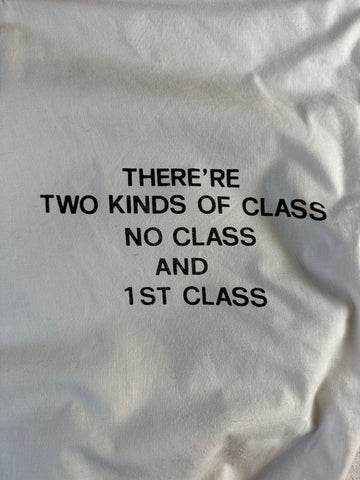 THERE'RE
TWO KINDS OF CLASS
NO CLASS
AND
1ST CLASS